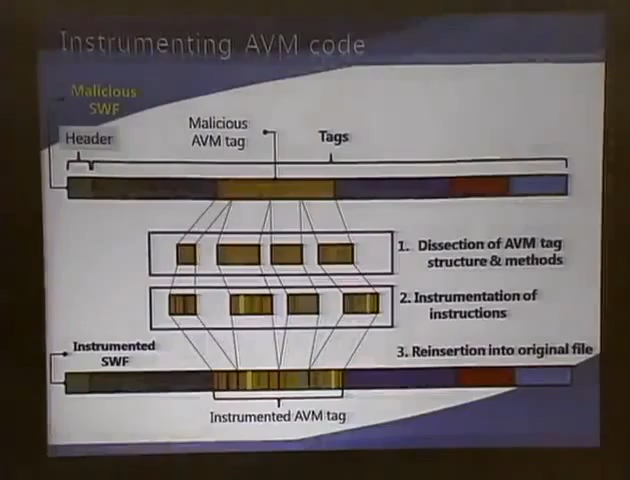 Instrumenting AVM code
Malicious
SWF
Header
Malicious
AVM tag
Tags
1. Dissection of AVM tag
structure & methods
2. Instrumentation of
instructions
Instrumented
SWF
3. Reinsertion into original file
Instrumented AVM tag